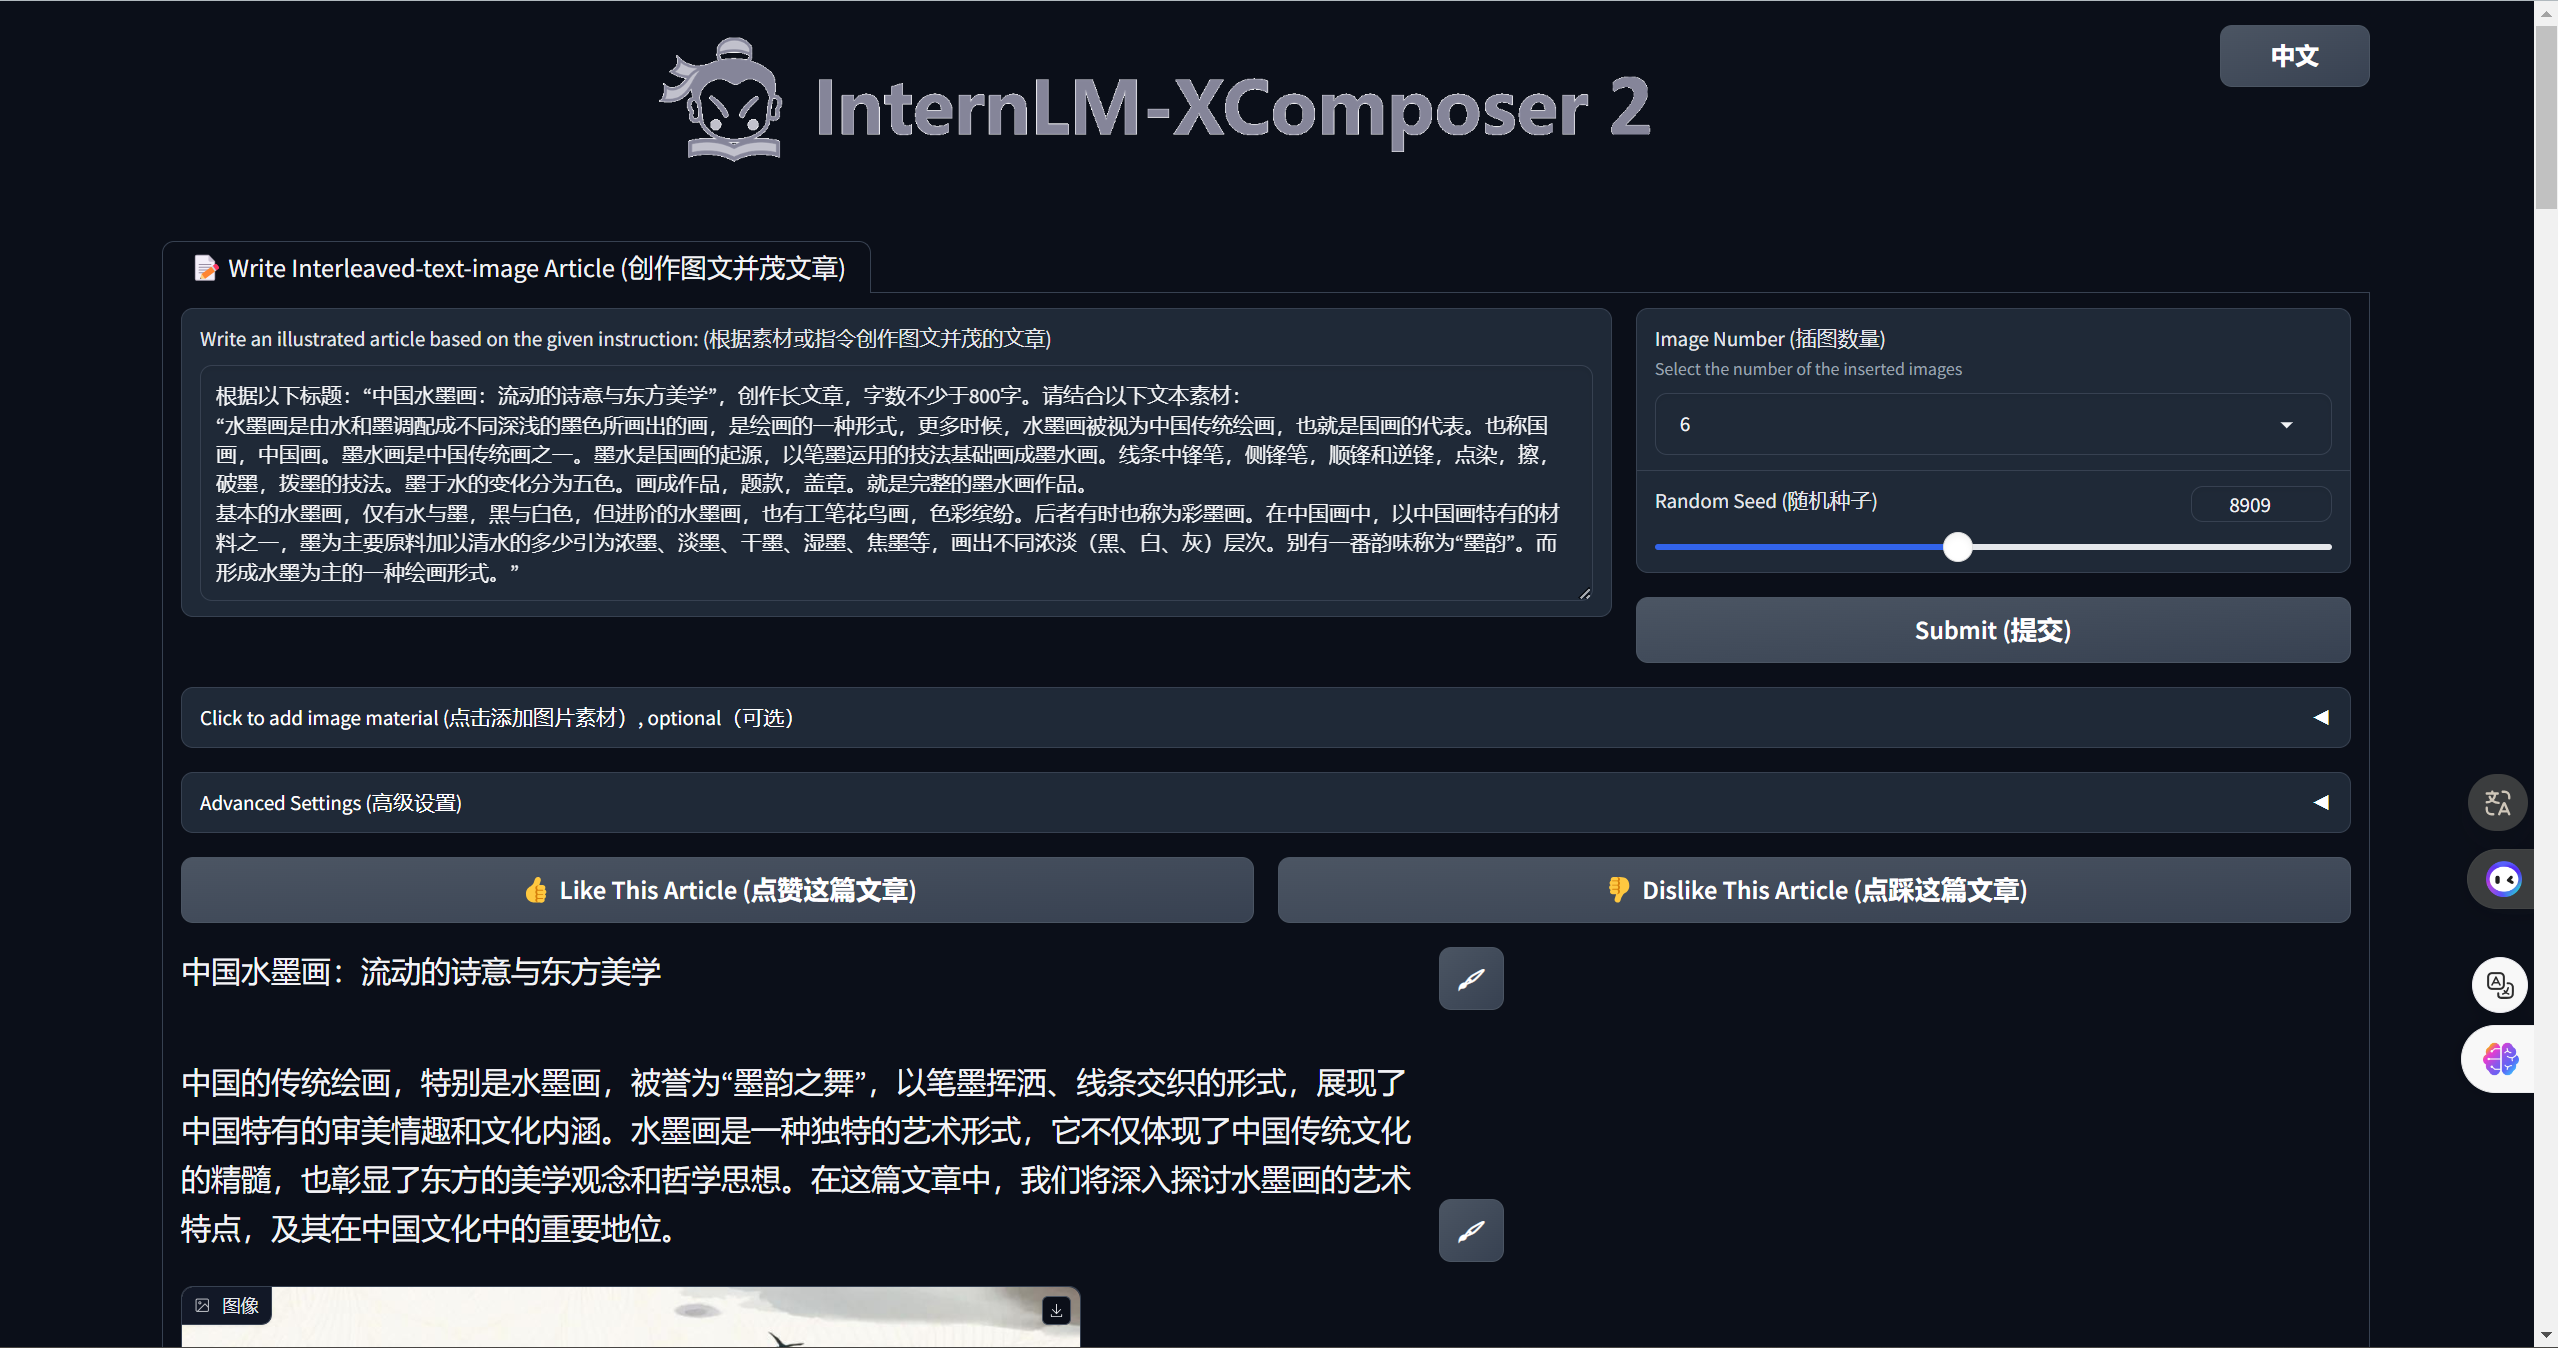 中文
InternLM-XComposer 2
📝 Write Interleaved-text-image Article (创作图文并茂文章)
Write an illustrated article based on the given instruction: (根据素材或指令创作图文并茂的文章)
根据以下标题：“中国水墨画：流动的诗意与东方美学”，创作长文章，字数不少于800字。请结合以下文本素材：
“水墨画是由水和墨调配成不同深浅的墨色所画出的画，是绘画的一种形式，更多时候，水墨画被视为中国传统绘画，也就是国画的代表。也称国
画，中国画。墨水画是中国传统画之一。墨水是国画的起源，以笔墨运用的技法基础画成墨水画。线条中锋笔，侧锋笔，顺锋和逆锋，点染，擦，
破墨，拨墨的技法。墨于水的变化分为五色。画成作品，题款，盖章。就是完整的墨水画作品。
基本的水墨画，仅有水与墨，黑与白色，但进阶的水墨画，也有工笔花鸟画，色彩缤纷。后者有时也称为彩墨画。在中国画中，以中国画特有的材
料之一，墨为主要原料加以清水的多少引为浓墨、淡墨、干墨、湿墨、焦墨等，画出不同浓淡（黑、白、灰）层次。别有一番韵味称为“墨韵”。而
形成水墨为主的一种绘画形式。”
Image Number (插图数量)
Select the number of the inserted images
6
Random Seed (随机种子)
8909
Submit (提交)
Click to add image material (点击添加图片素材）, optional（可选）
Advanced Settings (高级设置)
👍 Like This Article (点赞这篇文章)
👎 Dislike This Article (点踩这篇文章)
中国水墨画：流动的诗意与东方美学
中国的传统绘画，特别是水墨画，被誉为“墨韵之舞”，以笔墨挥洒、线条交织的形式，展现了
中国特有的审美情趣和文化内涵。水墨画是一种独特的艺术形式，它不仅体现了中国传统文化
的精髓，也彰显了东方的美学观念和哲学思想。在这篇文章中，我们将深入探讨水墨画的艺术
特点，及其在中国文化中的重要地位。
图像